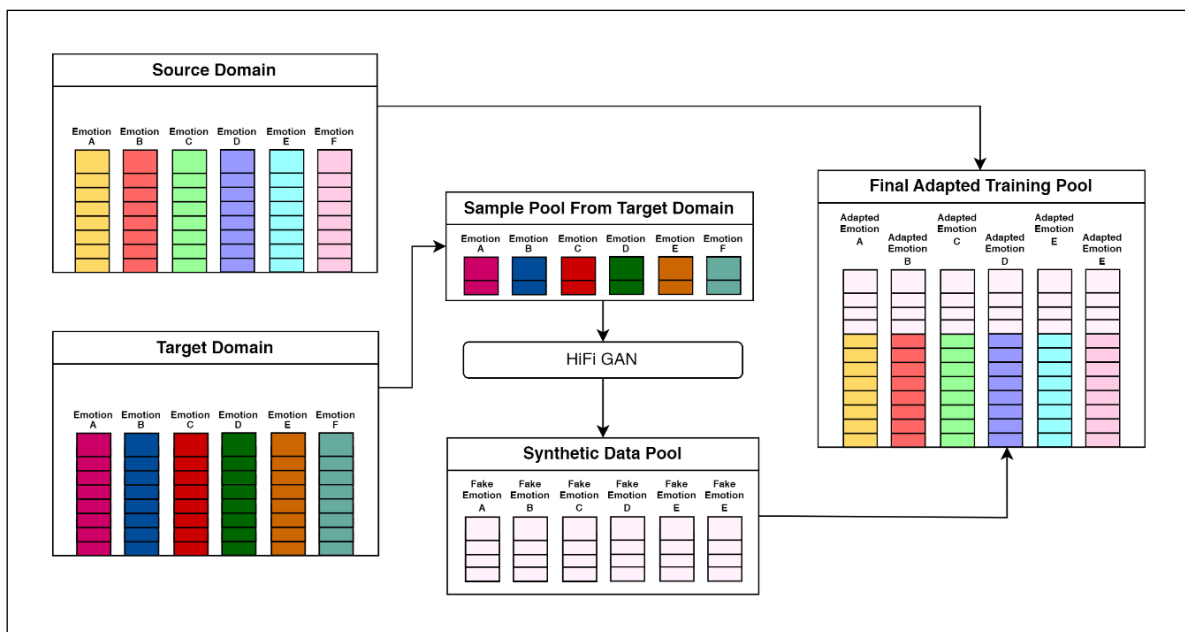 Source Domain
Emotion A
Emotion B
Emotion C
Emotion D
Emotion E
Emotion F
Target Domain
Emotion A
Emotion B
Emotion C
Emotion D
Emotion E
Emotion F
Sample Pool From Target Domain
Emotion A
Emotion B
Emotion C
Emotion D
Emotion E
Emotion F
HiFi GAN
Synthetic Data Pool
Fake Emotion A
Fake Emotion B
Fake Emotion C
Fake Emotion D
Fake Emotion E
Fake Emotion E
Final Adapted Training Pool
Adapted Emotion A
Adapted Emotion B
Adapted Emotion C
Adapted Emotion D
Adapted Emotion E
Adapted Emotion E